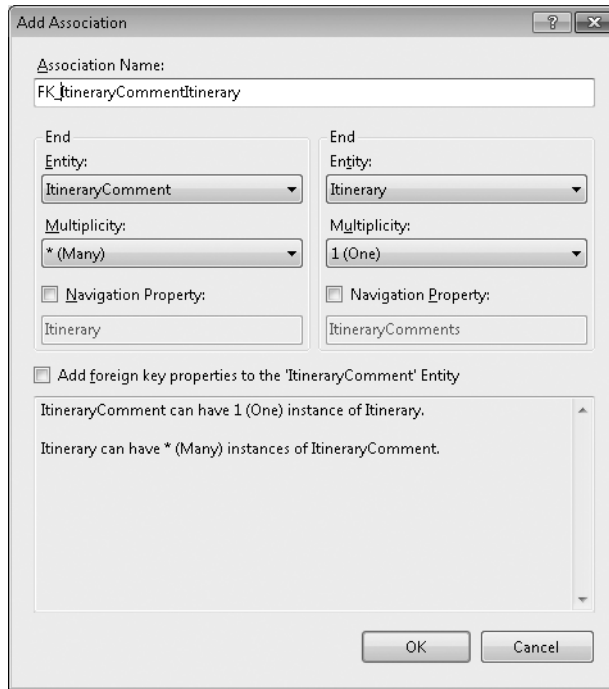 Add Association
Association Name:
FK_ItineraryCommentItinerary
End
Entity:
ItineraryComment
Multiplicity:
* (Many)
Navigation Property:
Itinerary
End
Entity:
Itinerary
Multiplicity:
1 (One)
Navigation Property:
ItineraryComments
Add foreign key properties to the 'ItineraryComment' Entity
ItineraryComment can have 1 (One) instance of Itinerary.
Itinerary can have * (Many) instances of ItineraryComment.
OK
Cancel